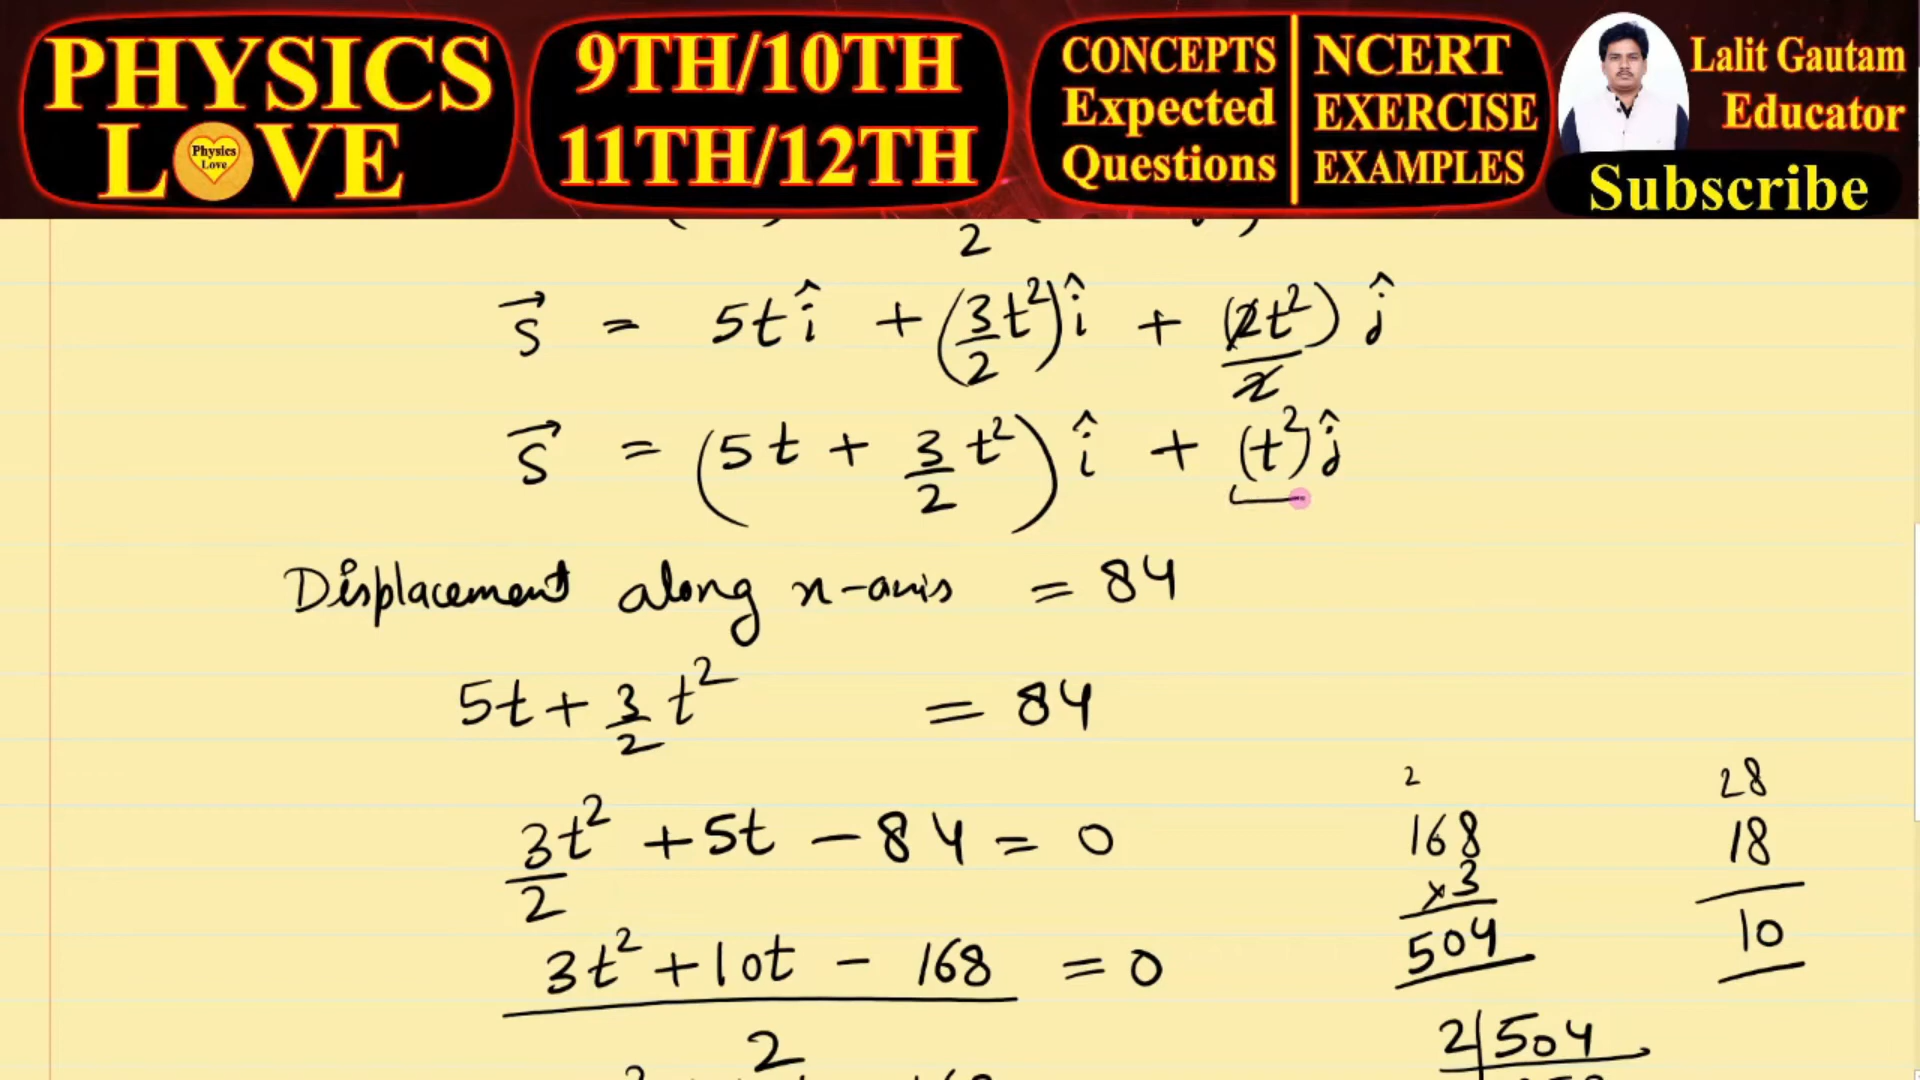 PHYSICS
LOVE
Physics
Love
9TH/10TH
11TH/12TH
CONCEPTS
Expected
Questions
NCERT
EXERCISE
EXAMPLES
Lalit Gautam
Educator
Subscribe
2
s⃗ = 5t î + (3/2 t²) î + (2t²)/2 ĵ
s⃗ = (5t + 3/2 t²) î + (t²) ĵ
Displacement along x-axis = 84
5t + 3/2 t² = 84
3t²/2 + 5t - 84 = 0
3t² + 10t - 168 = 0
2
2
168
×3
504
28
18
10
2|504